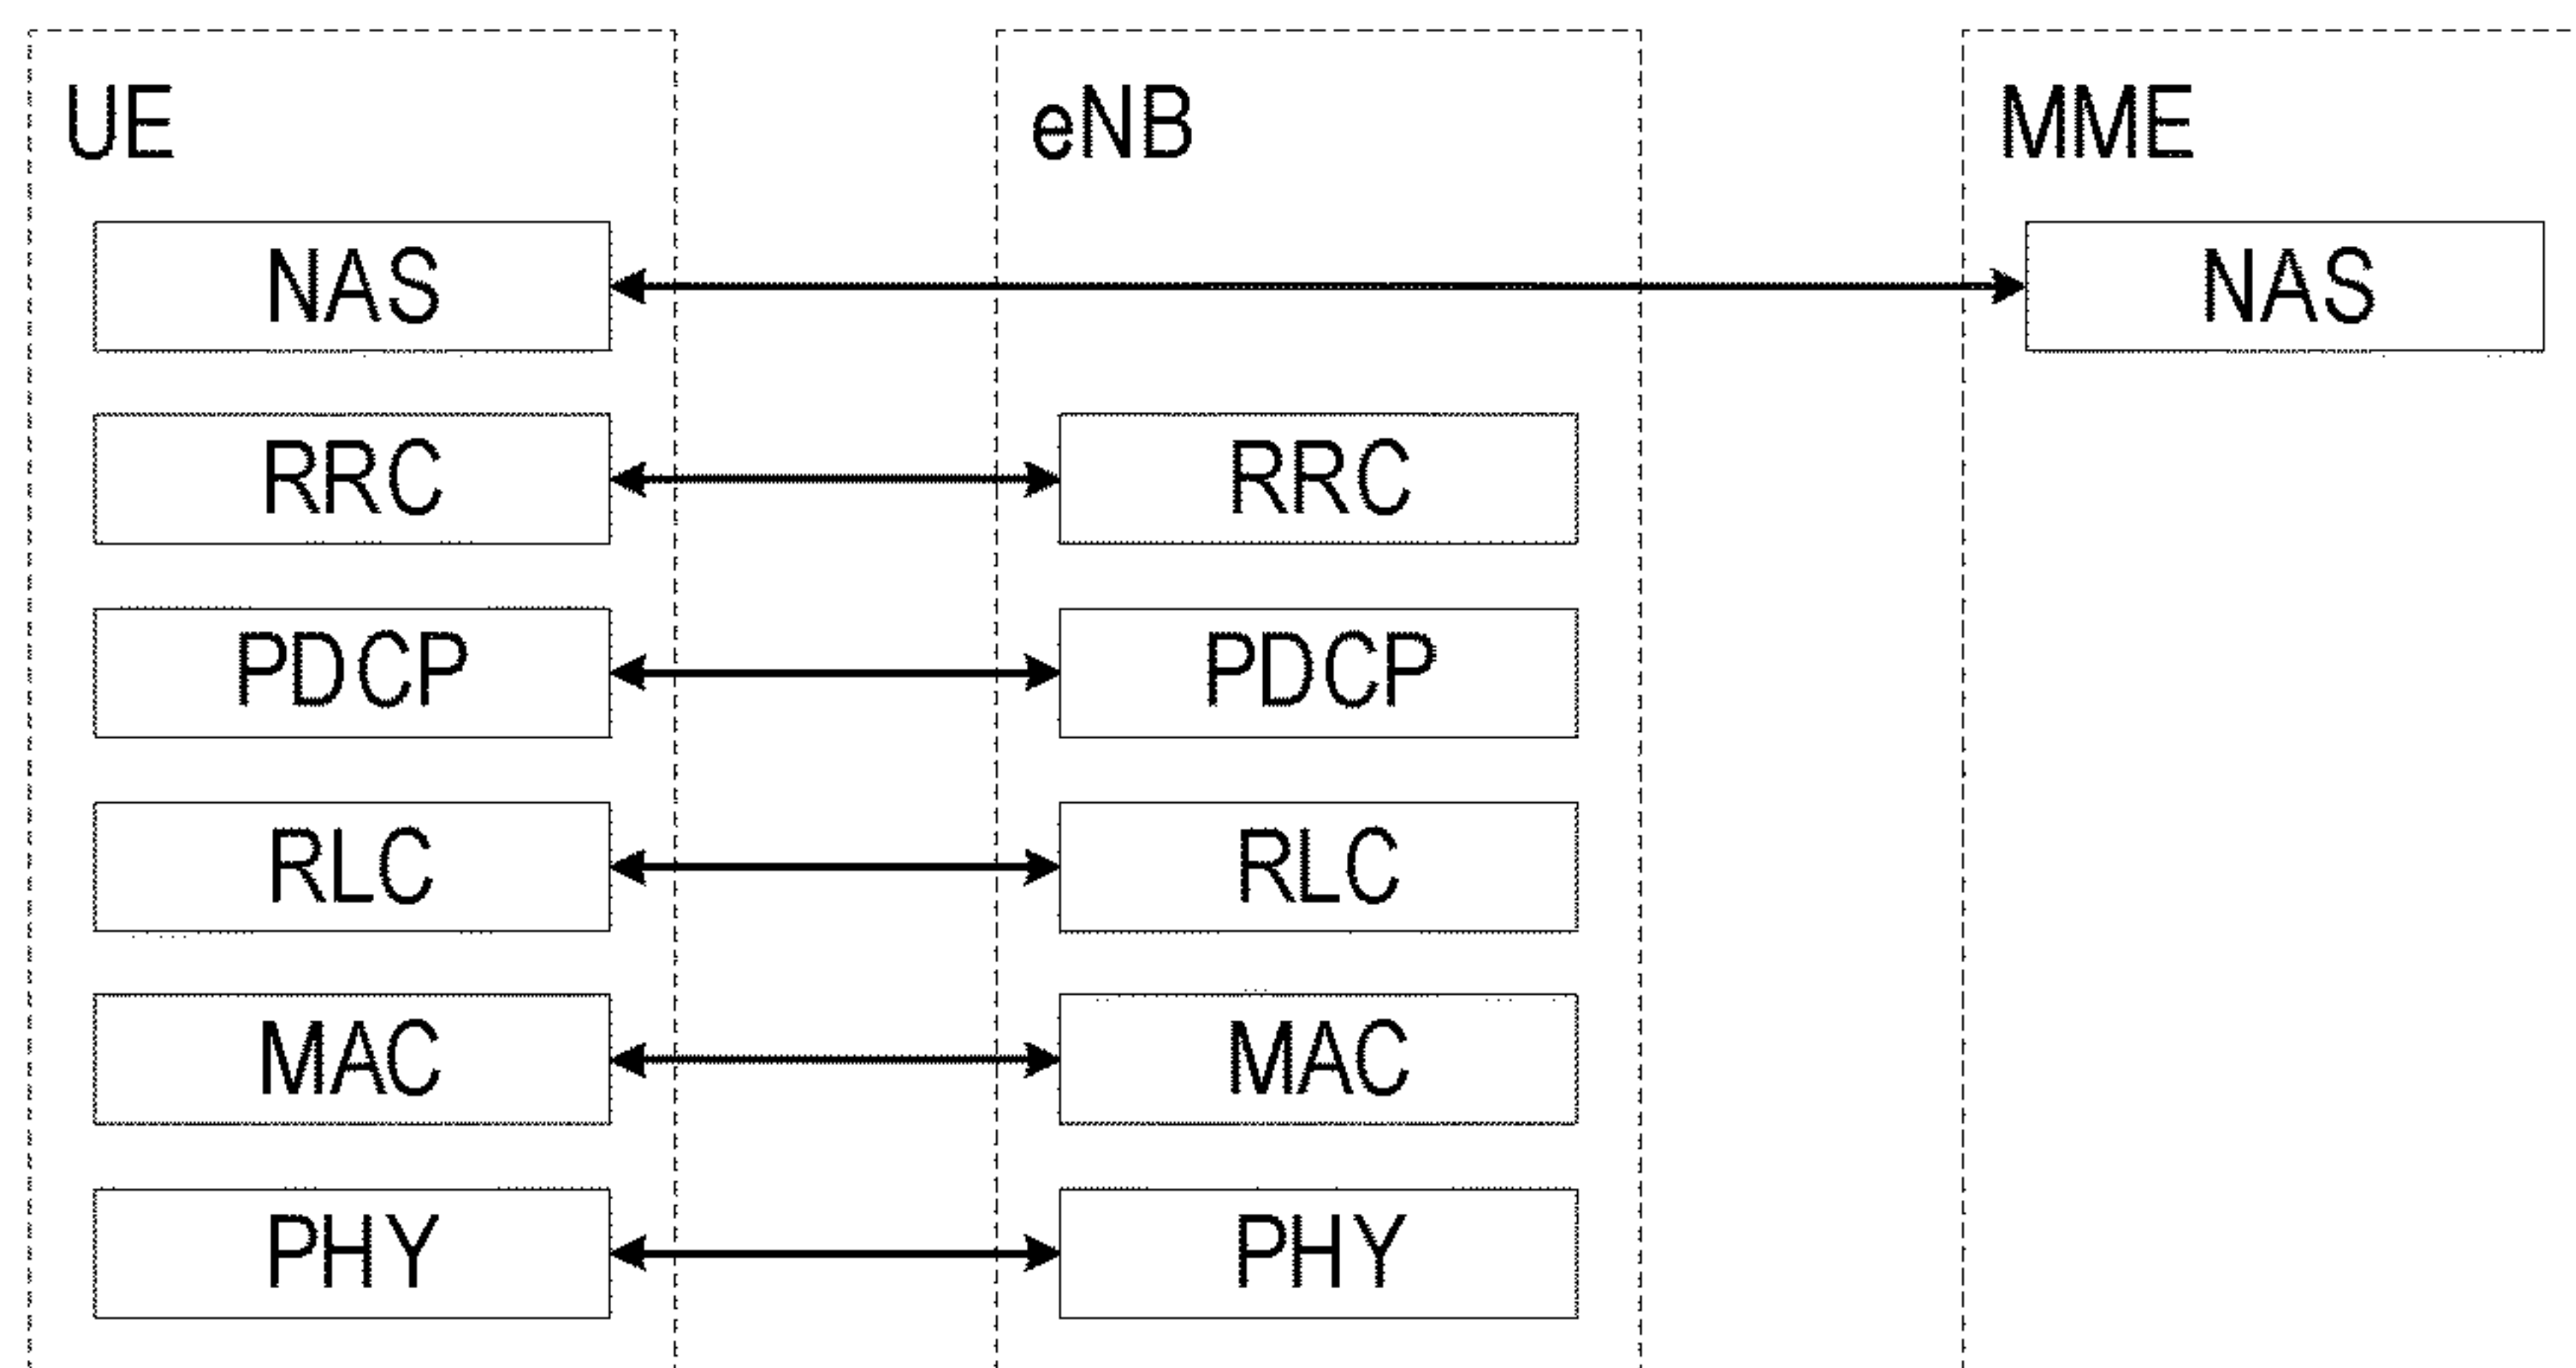 UE eNB MME
NAS NAS
RRC RRC
PDCP PDCP
RLC RLC
MAC MAC
PHY PHY